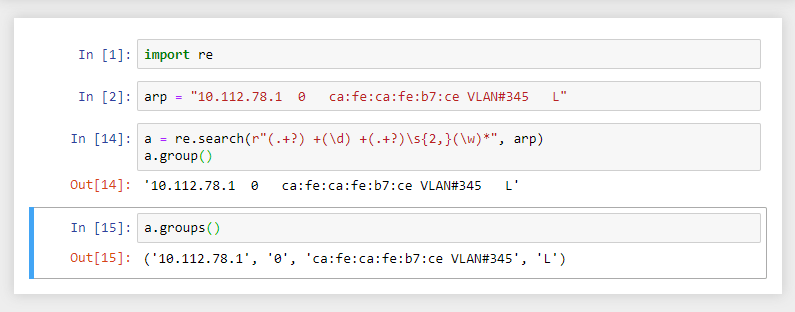 In [1]: import re
In [2]: arp = "10.112.78.1  0   ca:fe:ca:fe:b7:ce VLAN#345   L"
In [14]: a = re.search(r"(.+?) +(\d) +(.+?)\s{2,}(\w)*", arp)
a.group()
Out[14]: '10.112.78.1  0   ca:fe:ca:fe:b7:ce VLAN#345   L'
In [15]: a.groups()
Out[15]: ('10.112.78.1', '0', 'ca:fe:ca:fe:b7:ce VLAN#345', 'L')